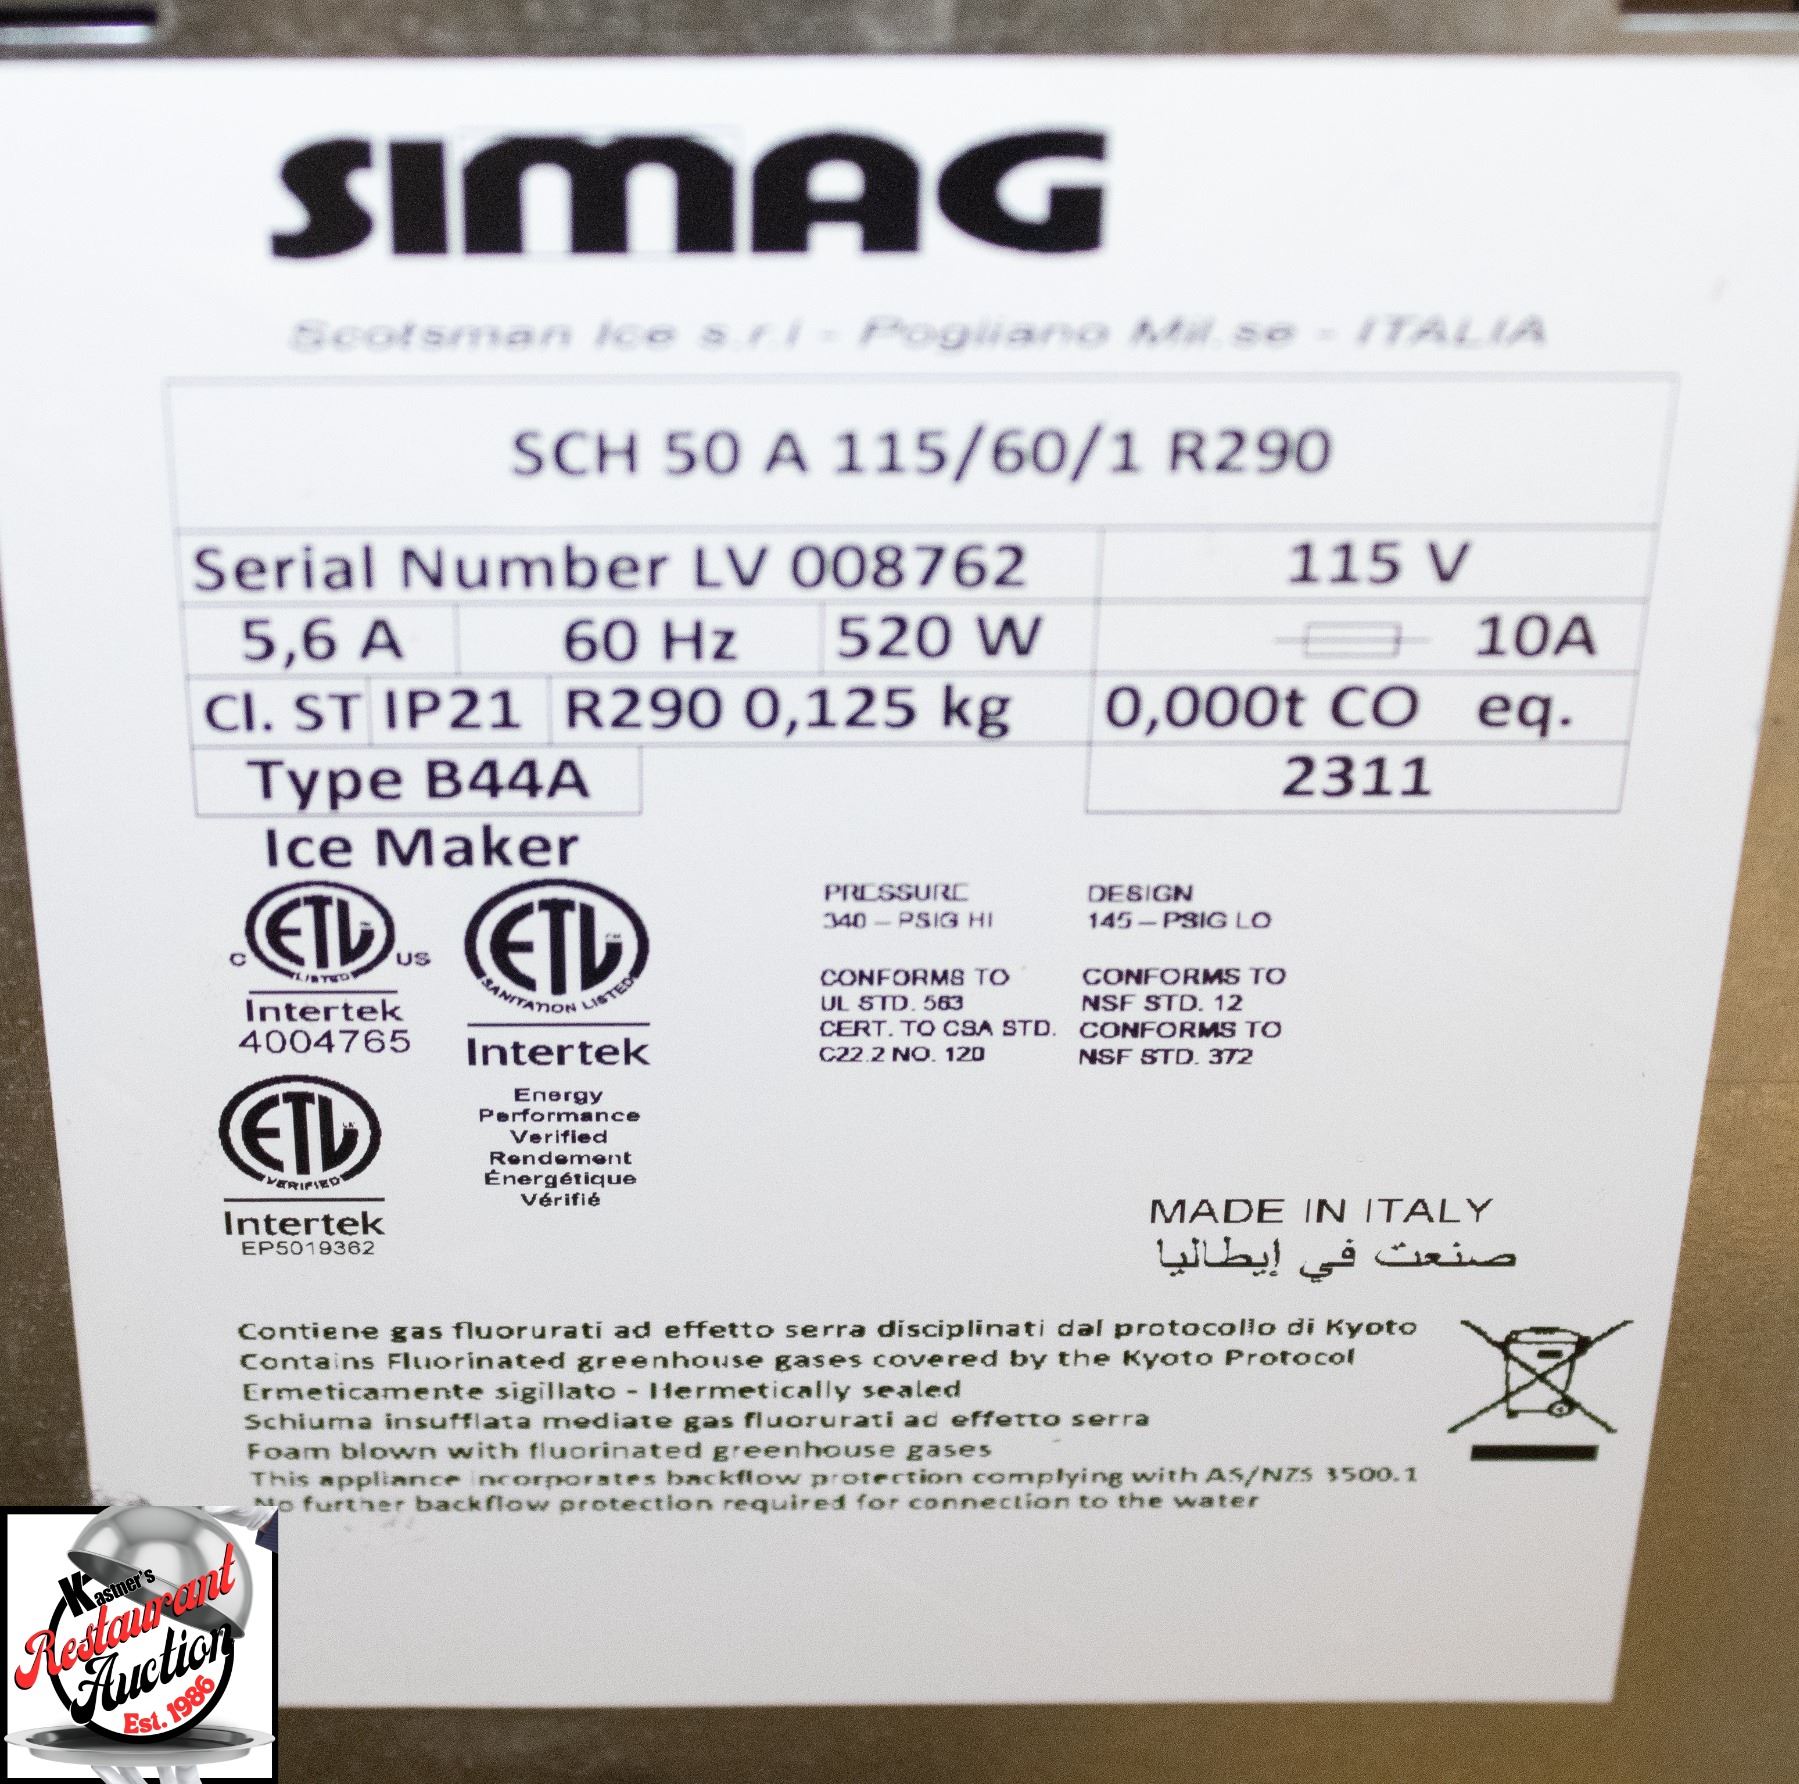 SIMAG
Scotsman Ice s.r.l - Pogliano Mil.se - ITALIA
SCH 50 A 115/60/1 R290
Serial Number LV 008762 115 V
5,6 A 60 Hz 520 W 10A
Cl. ST IP21 R290 0,125 kg 0,000t CO eq.
Type B44A 2311
Ice Maker
C ETL US
LISTED
Intertek
4004765
ETL
SANITATION LISTED
Intertek
PRESSURE DESIGN
340 – PSIG HI 145 – PSIG LO
CONFORMS TO CONFORMS TO
UL STD. 563 NSF STD. 12
CERT. TO CSA STD. CONFORMS TO
C22.2 NO. 120 NSF STD. 372
ETL
VERIFIED
Intertek
EP5019362
Energy
Performance
Verified
Rendement
Énergétique
Vérifié
MADE IN ITALY
صنعت في إيطاليا
Contiene gas fluorurati ad effetto serra disciplinati dal protocollo di Kyoto
Contains Fluorinated greenhouse gases covered by the Kyoto Protocol
Ermeticamente sigillato - Hermetically sealed
Schiuma insufflata mediate gas fluorurati ad effetto serra
Foam blown with fluorinated greenhouse gases
This appliance incorporates backflow protection complying with AS/NZS 3500.1
No further backflow protection required for connection to the water
Kastner's
Restaurant
Auction
Est. 1986